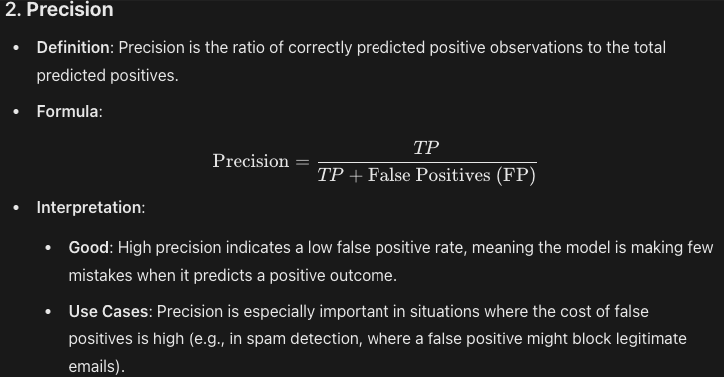 2. Precision
• Definition: Precision is the ratio of correctly predicted positive observations to the total
predicted positives.
• Formula:
Precision = TP / TP + False Positives (FP)
• Interpretation:
• Good: High precision indicates a low false positive rate, meaning the model is making few
mistakes when it predicts a positive outcome.
• Use Cases: Precision is especially important in situations where the cost of false
positives is high (e.g., in spam detection, where a false positive might block legitimate
emails).